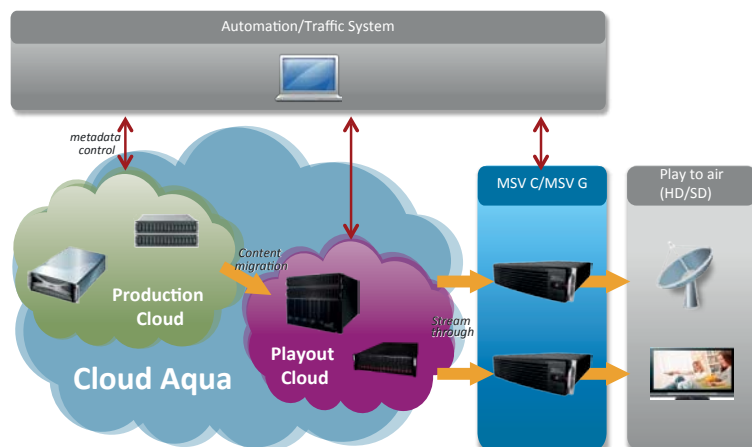 Automation/Traffic System
metadata
control
MSV C/MSV G
Play to air
(HD/SD)
Content
migration
Production
Cloud
Stream
through
Playout
Cloud
Cloud Aqua